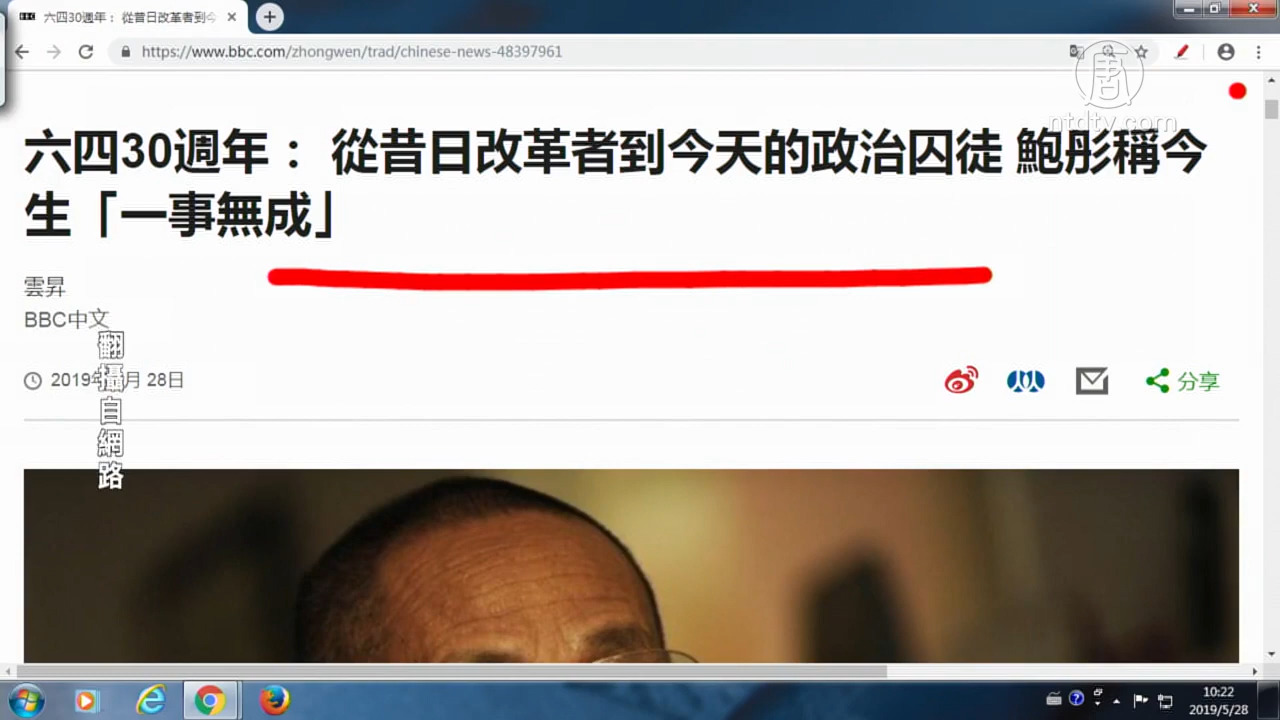 六四30週年： 從昔日改革者到今
https://www.bbc.com/zhongwen/trad/chinese-news-48397961
ntdtv.com
六四30週年： 從昔日改革者到今天的政治囚徒 鮑彤稱今
生「一事無成」
雲昇
BBC中文
翻攝自網路
2019年 月 28日
分享
10:22
2019/5/28